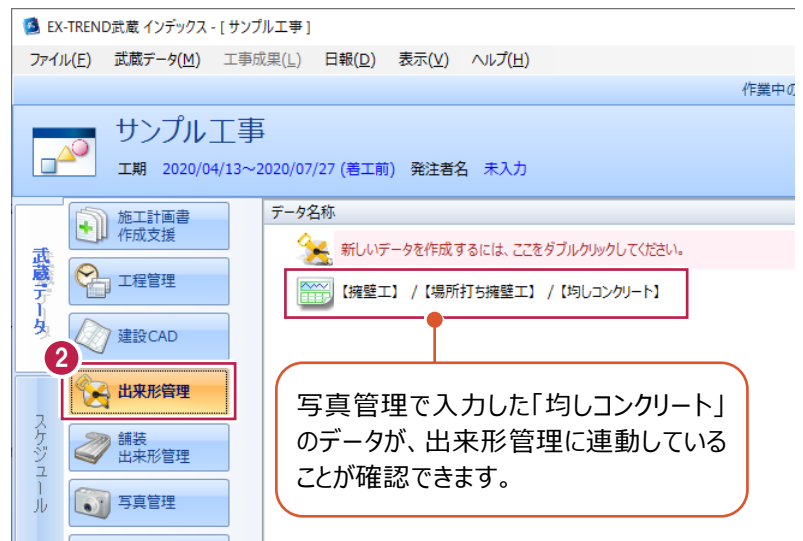 EX-TREND武蔵 インデックス - [ サンプル工事 ]
ファイル(F) 武蔵データ(M) 工事成果(L) 日報(D) 表示(V) ヘルプ(H)
作業中の
サンプル工事
工期 2020/04/13～2020/07/27 (着工前) 発注者名 未入力
武蔵データ
スケジュール
施工計画書
作成支援
工程管理
建設CAD
2
出来形管理
舗装
出来形管理
写真管理
データ名称
新しいデータを作成するには、ここをダブルクリックしてください。
【擁壁工】 / 【場所打ち擁壁工】 / 【均しコンクリート】
写真管理で入力した「均しコンクリート」
のデータが、出来形管理に連動している
ことが確認できます。